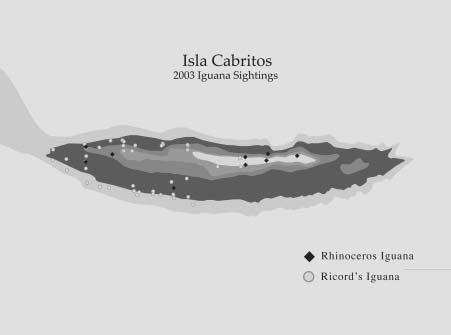 Isla Cabritos
2003 Iguana Sightings
Rhinoceros Iguana
Ricord's Iguana